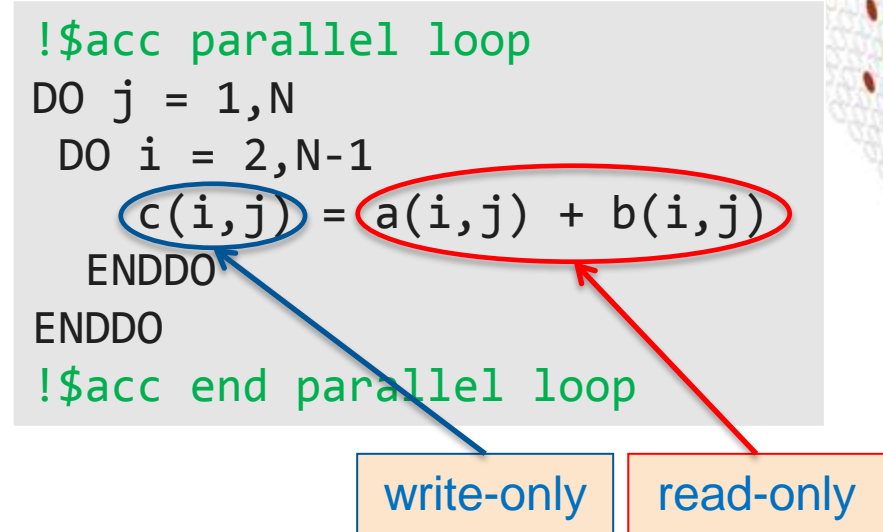 !$acc parallel loop
DO j = 1,N
DO i = 2,N-1
c(i,j) = a(i,j) + b(i,j)
ENDDO
ENDDO
!$acc end parallel loop
write-only
read-only